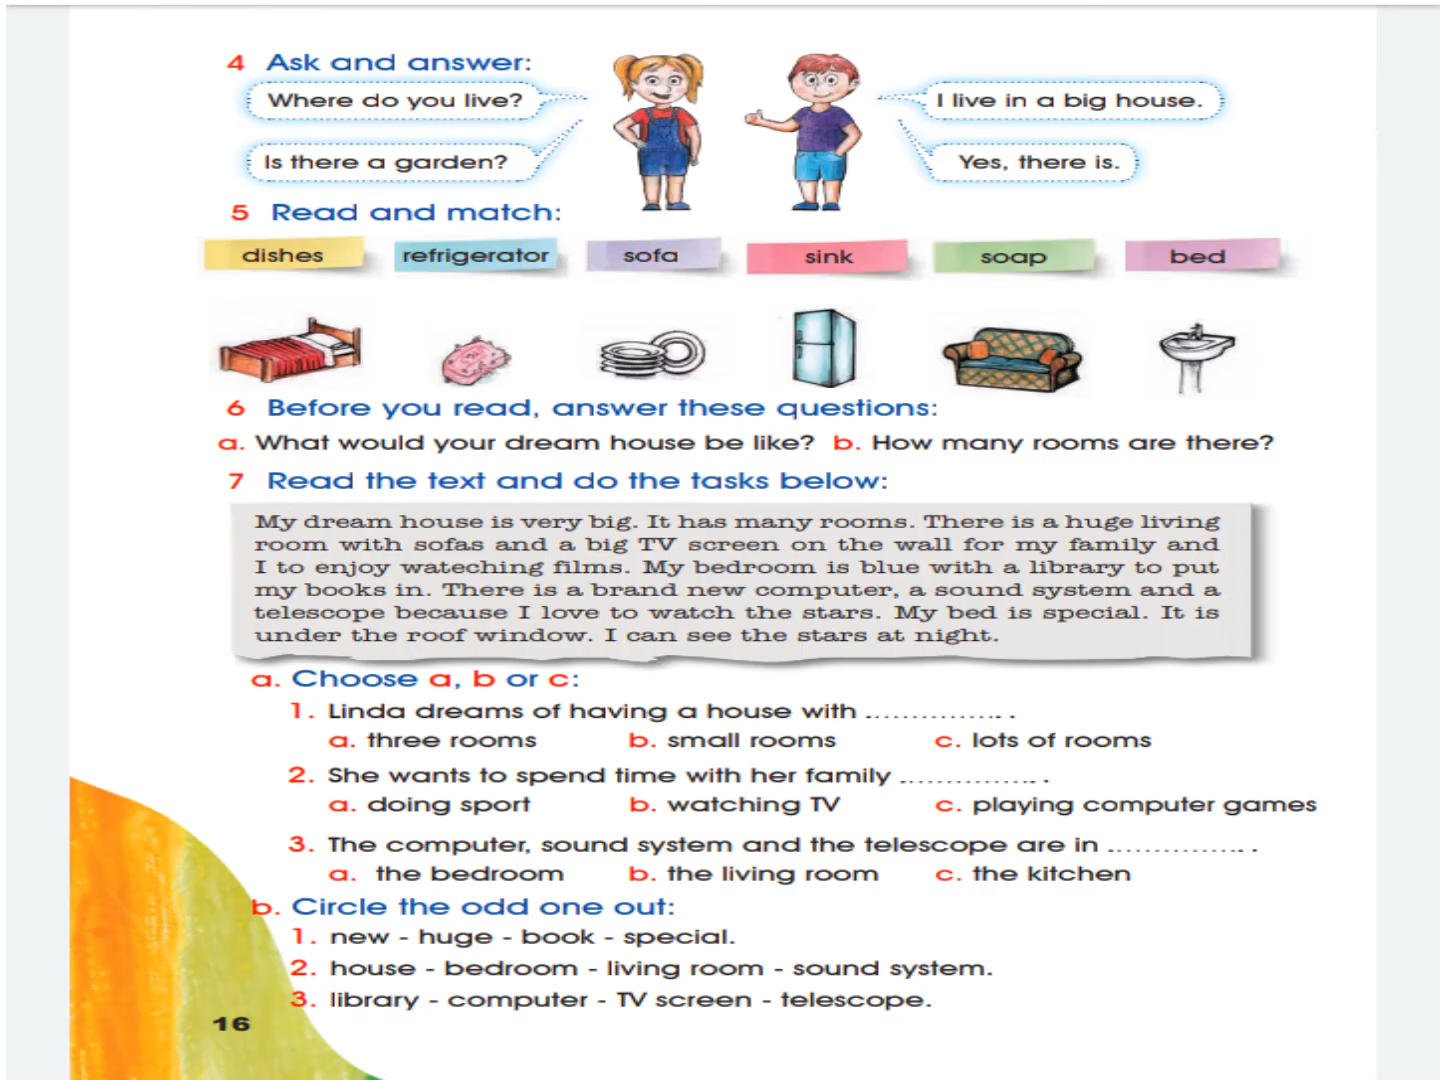 4 Ask and answer:
Where do you live?
I live in a big house.
Is there a garden?
Yes, there is.
5 Read and match:
dishes refrigerator sofa sink soap bed
6 Before you read, answer these questions:
a. What would your dream house be like? b. How many rooms are there?
7 Read the text and do the tasks below:
My dream house is very big. It has many rooms. There is a huge living
room with sofas and a big TV screen on the wall for my family and
I to enjoy wateching films. My bedroom is blue with a library to put
my books in. There is a brand new computer, a sound system and a
telescope because I love to watch the stars. My bed is special. It is
under the roof window. I can see the stars at night.
a. Choose a, b or c:
1. Linda dreams of having a house with ................ .
a. three rooms b. small rooms c. lots of rooms
2. She wants to spend time with her family ................ .
a. doing sport b. watching TV c. playing computer games
3. The computer, sound system and the telescope are in ................ .
a. the bedroom b. the living room c. the kitchen
b. Circle the odd one out:
1. new - huge - book - special.
2. house - bedroom - living room - sound system.
3. library - computer - TV screen - telescope.
16